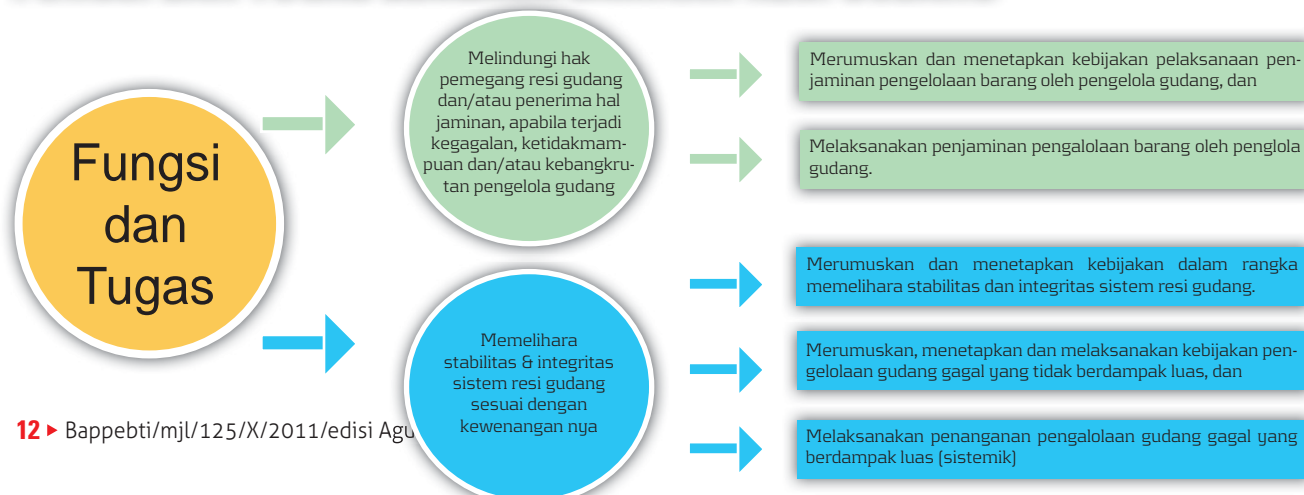 Fungsi
dan
Tugas
Melindungi hak
pemegang resi gudang
dan/atau penerima hal
jaminan, apabila terjadi
kegagalan, ketidakmam-
puan dan/atau kebangkru-
tan pengelola gudang
Merumuskan dan menetapkan kebijakan pelaksanaan pen-
jaminan pengelolaan barang oleh pengelola gudang, dan
Melaksanakan penjaminan pengalolaan barang oleh penglola
gudang.
Memelihara
stabilitas & integritas
sistem resi gudang
sesuai dengan
kewenangan nya
Merumuskan dan menetapkan kebijakan dalam rangka
memelihara stabilitas dan integritas sistem resi gudang.
Merumuskan, menetapkan dan melaksanakan kebijakan pen-
gelolaan gudang gagal yang tidak berdampak luas, dan
Melaksanakan penanganan pengalolaan gudang gagal yang
berdampak luas (sistemik)
12 ▸ Bappebti/mjl/125/X/2011/edisi